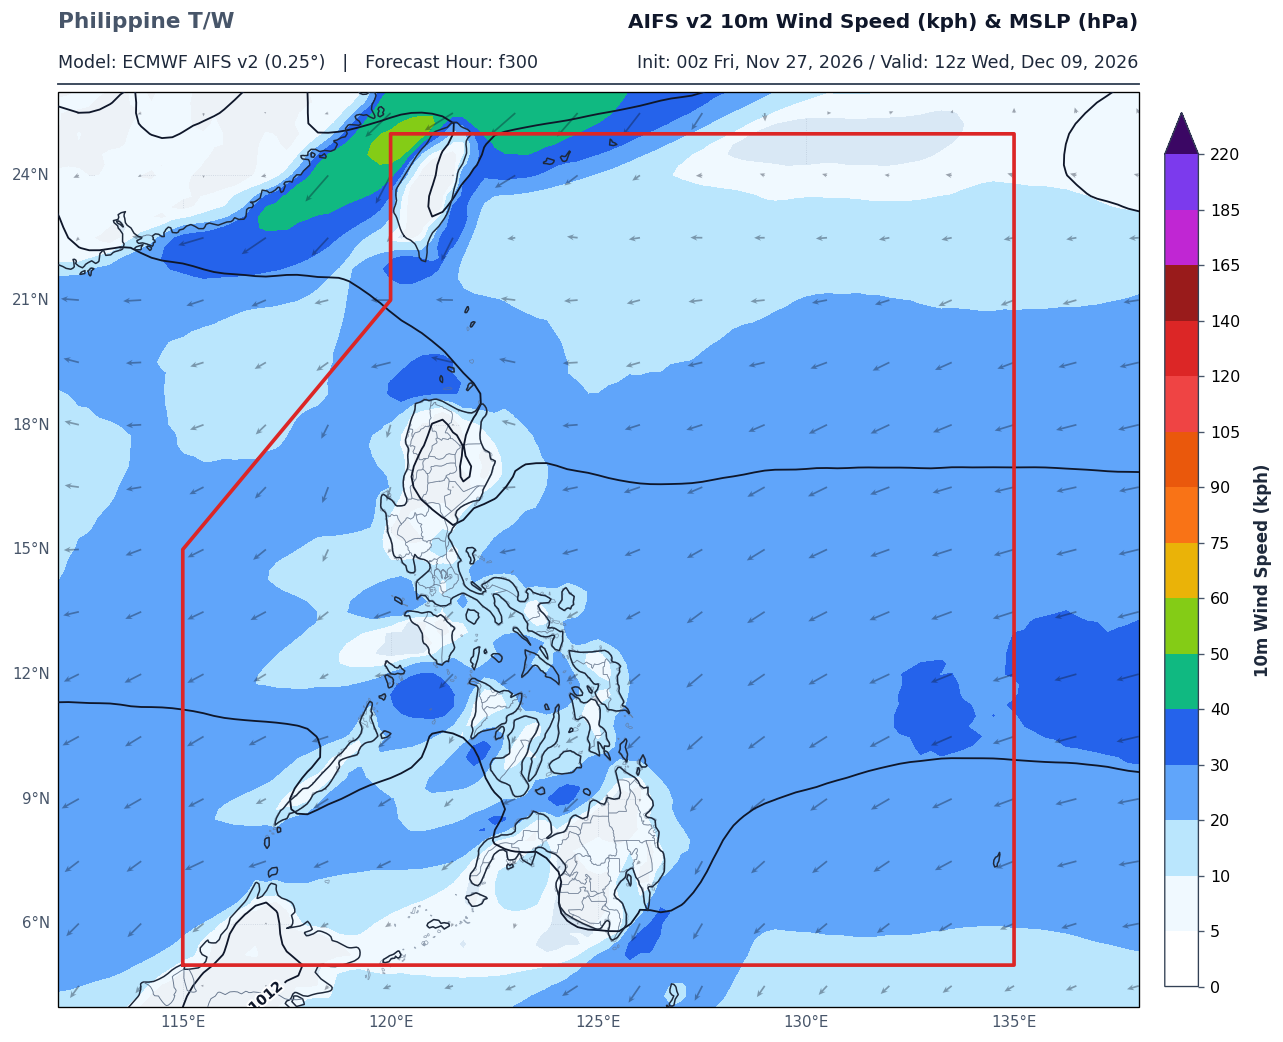 Philippine T/W
AIFS v2 10m Wind Speed (kph) & MSLP (hPa)
Model: ECMWF AIFS v2 (0.25°) | Forecast Hour: f300
Init: 00z Fri, Nov 27, 2026 / Valid: 12z Wed, Dec 09, 2026
24°N
21°N
18°N
15°N
12°N
9°N
6°N
1012
115°E
120°E
125°E
130°E
135°E
220
185
165
140
120
105
90
75
60
50
40
30
20
10
5
0
10m Wind Speed (kph)